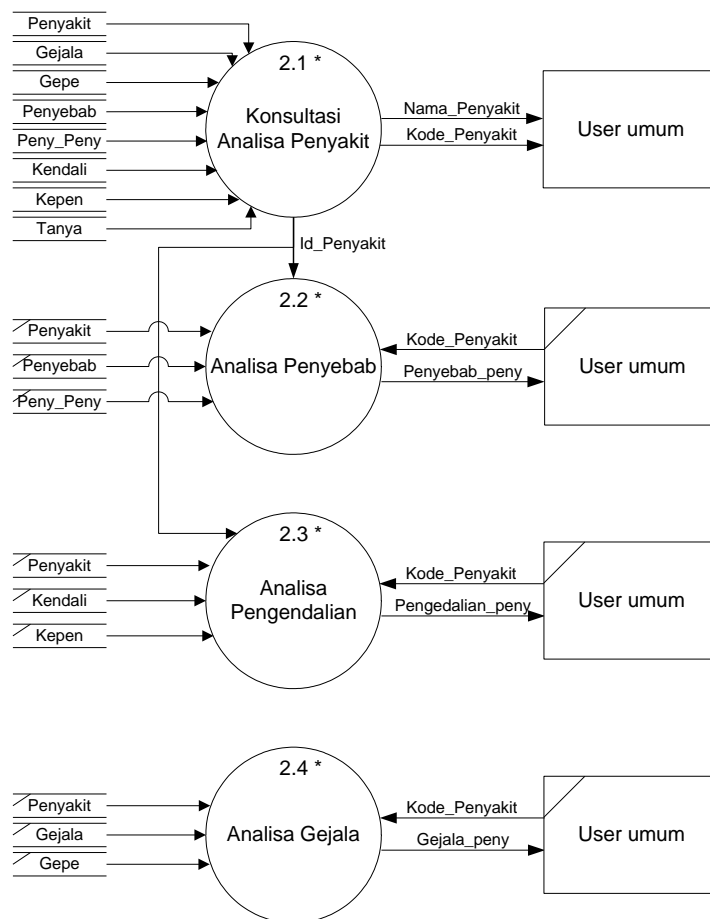 Penyakit
Gejala
Gepe
Penyebab
Peny_Peny
Kendali
Kepen
Tanya
2.1 *
Konsultasi
Analisa Penyakit
Nama_Penyakit
Kode_Penyakit
User umum
Id_Penyakit
Penyakit
Penyebab
Peny_Peny
2.2 *
Analisa Penyebab
Kode_Penyakit
Penyebab_peny
User umum
Penyakit
Kendali
Kepen
2.3 *
Analisa
Pengendalian
Kode_Penyakit
Pengedalian_peny
User umum
Penyakit
Gejala
Gepe
2.4 *
Analisa Gejala
Kode_Penyakit
Gejala_peny
User umum